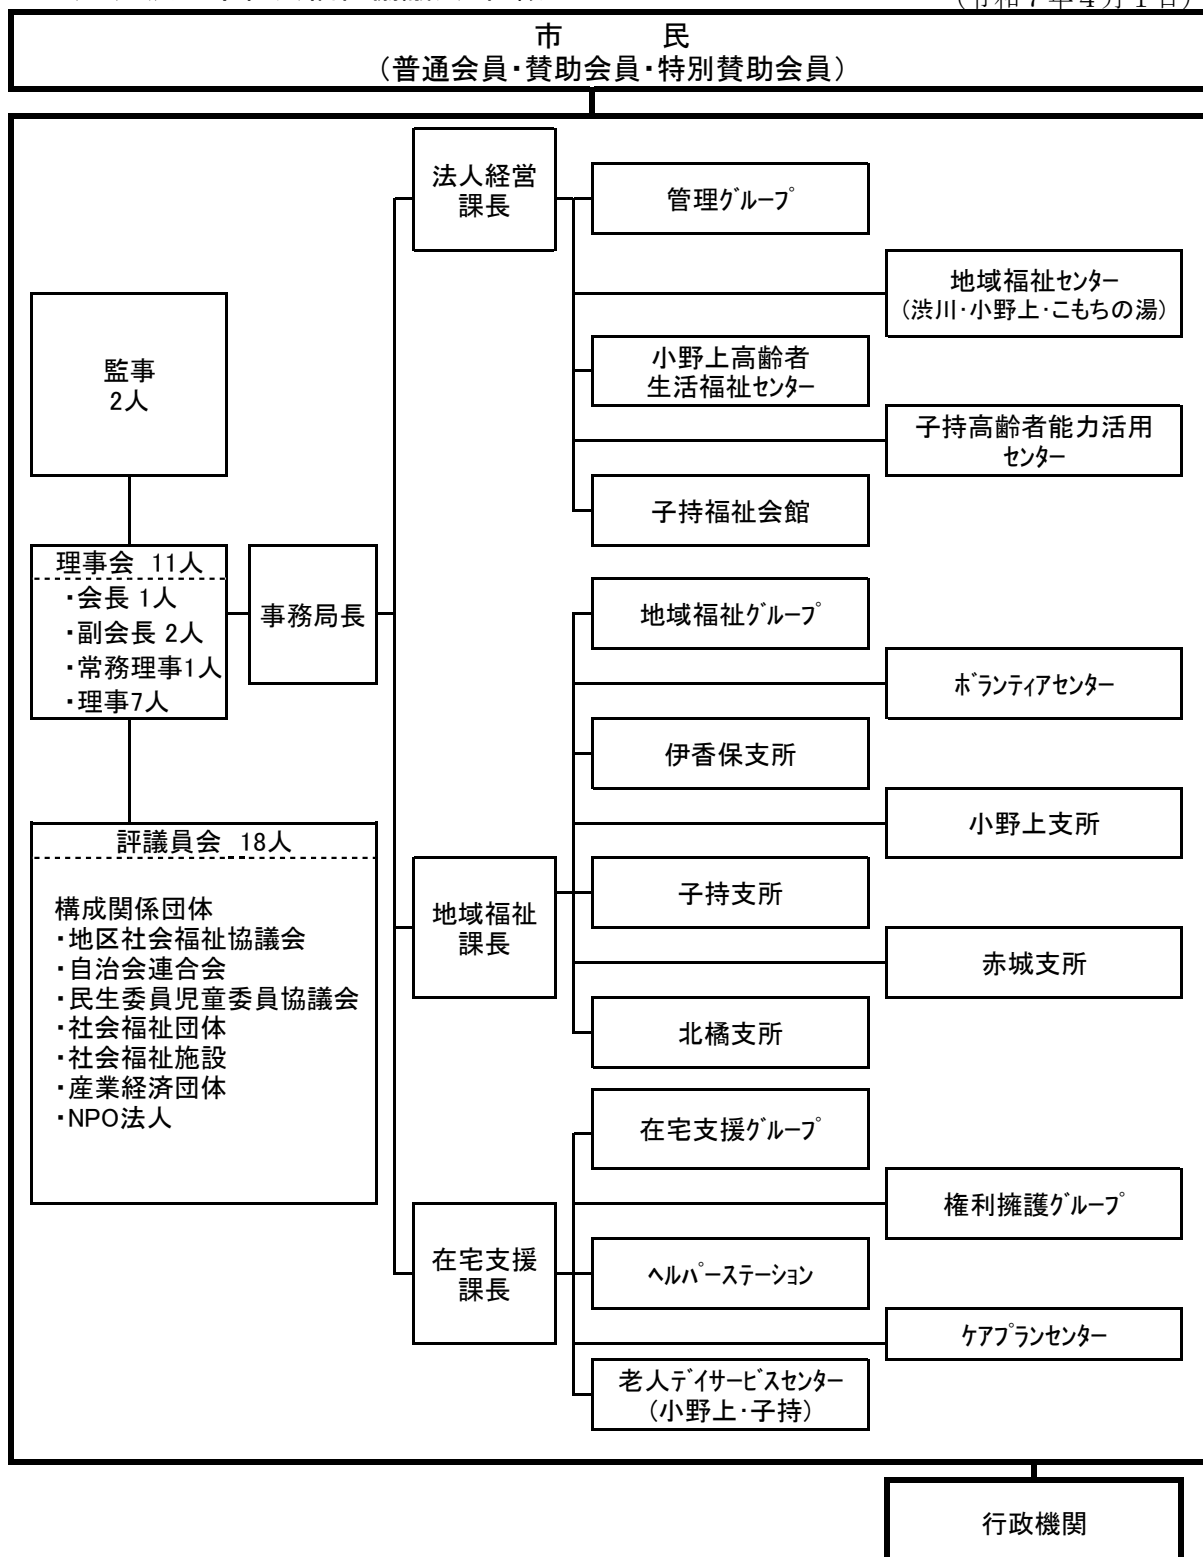 (令和７年４月１日)
市　　　民
（普通会員・賛助会員・特別賛助会員）
法人経営
課長
管理ｸﾞﾙｰﾌﾟ
地域福祉ｾﾝﾀｰ
（渋川・小野上・こもちの湯）
監事
2人
小野上高齢者
生活福祉ｾﾝﾀｰ
子持高齢者能力活用
ｾﾝﾀｰ
子持福祉会館
理事会 11人
・会長 1人
・副会長 2人
・常務理事1人
・理事7人
事務局長
地域福祉ｸﾞﾙｰﾌﾟ
ﾎﾞﾗﾝﾃｨｱｾﾝﾀｰ
伊香保支所
小野上支所
評議員会 18人
構成関係団体
・地区社会福祉協議会
・自治会連合会
・民生委員児童委員協議会
・社会福祉団体
・社会福祉施設
・産業経済団体
・NPO法人
地域福祉
課長
子持支所
赤城支所
北橘支所
在宅支援ｸﾞﾙｰﾌﾟ
権利擁護ｸﾞﾙｰﾌﾟ
在宅支援
課長
ﾍﾙﾊﾟｰｽﾃｰｼｮﾝ
ｹｱﾌﾟﾗﾝｾﾝﾀｰ
老人ﾃﾞｲｻｰﾋﾞｽｾﾝﾀｰ
（小野上・子持）
行政機関